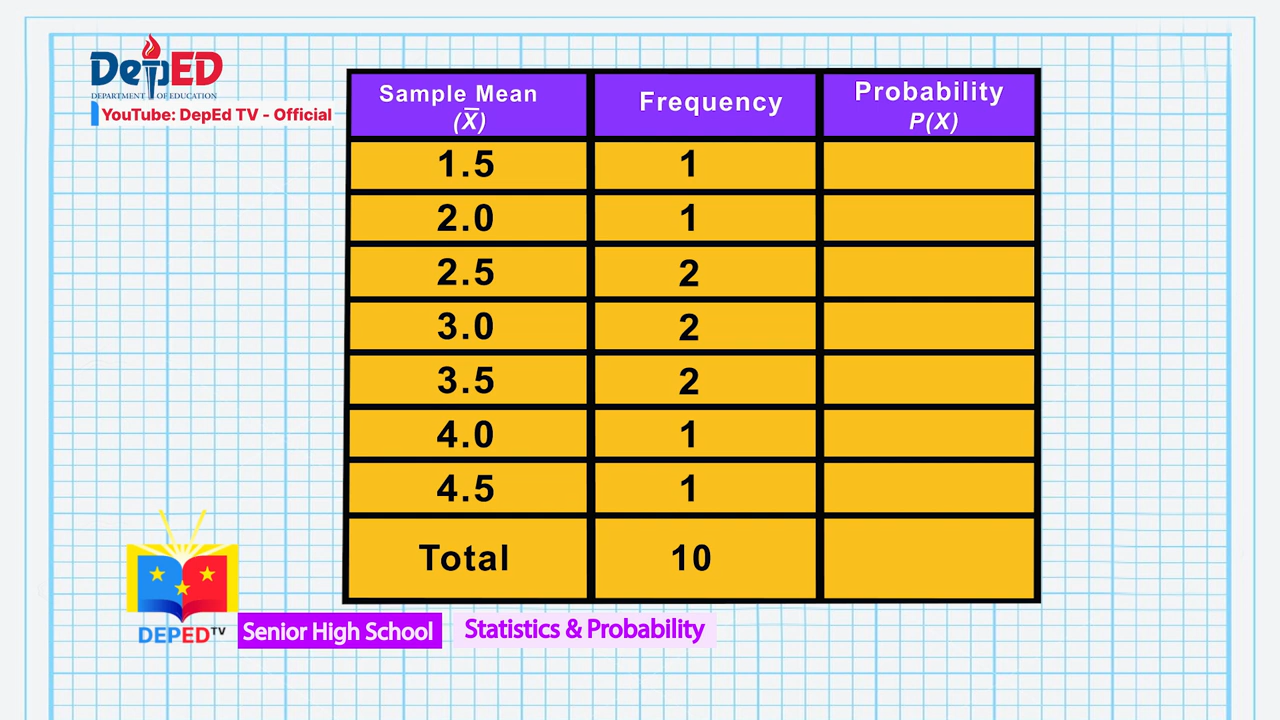 DepED
DEPARTMENT OF EDUCATION
YouTube: DepEd TV - Official
Sample Mean Frequency Probability
(X̅) P(X)
1.5 1
2.0 1
2.5 2
3.0 2
3.5 2
4.0 1
4.5 1
Total 10
DEPED TV
Senior High School Statistics & Probability